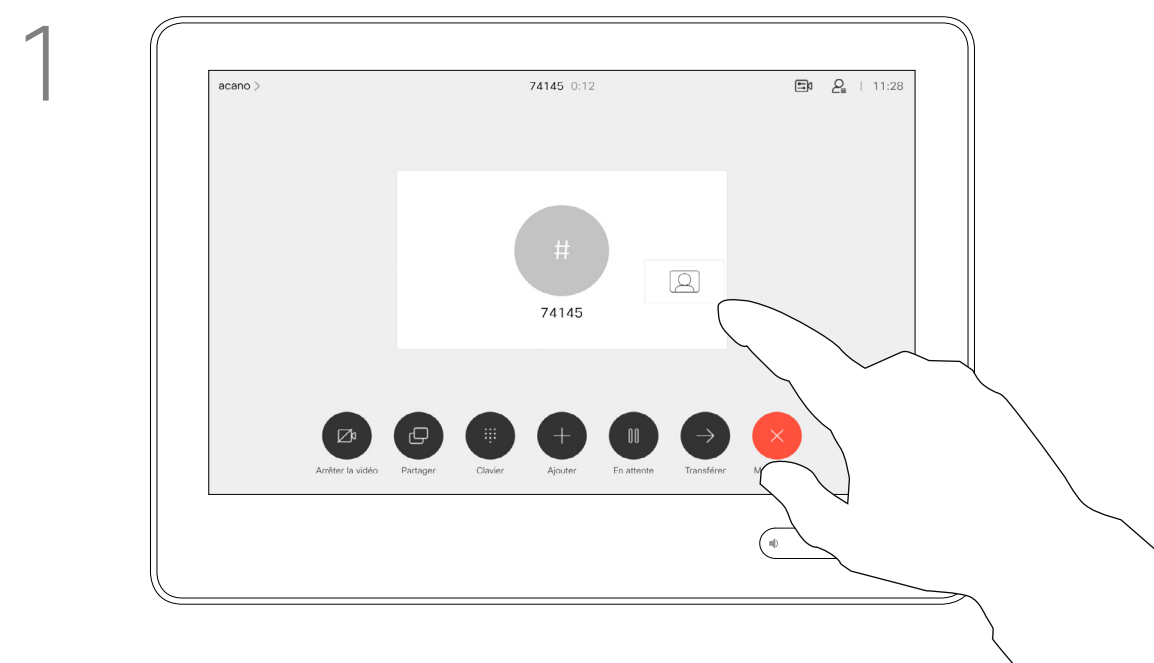 1
acano >
74145 0:12
11:28
#
74145
Arrêter la vidéo
Partager
Clavier
Ajouter
En attente
Transférer